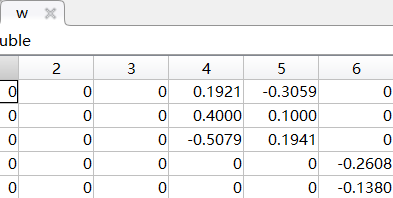 w
uble
2 3 4 5 6
0 0 0 0.1921 -0.3059 0
0 0 0 0.4000 0.1000 0
0 0 0 -0.5079 0.1941 0
0 0 0 0 0 -0.2608
0 0 0 0 0 -0.1380